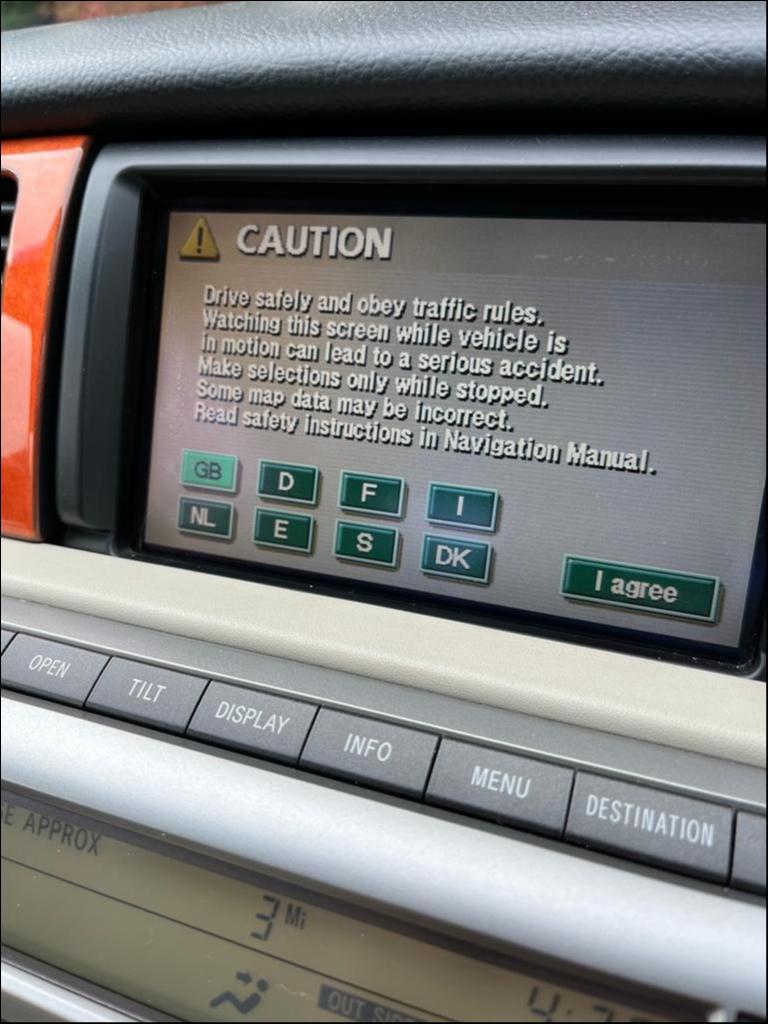 CAUTION
Drive safely and obey traffic rules.
Watching this screen while vehicle is
in motion can lead to a serious accident.
Make selections only while stopped.
Some map data may be incorrect.
Read safety instructions in Navigation Manual.
GB D F I
NL E S DK
I agree
OPEN TILT DISPLAY INFO MENU DESTINATION
APPROX
3 Mi
OUT